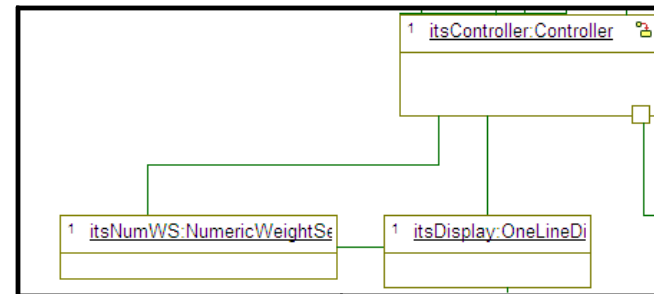 1 itsController:Controller
1 itsNumWS:NumericWeightSe
1 itsDisplay:OneLineDi